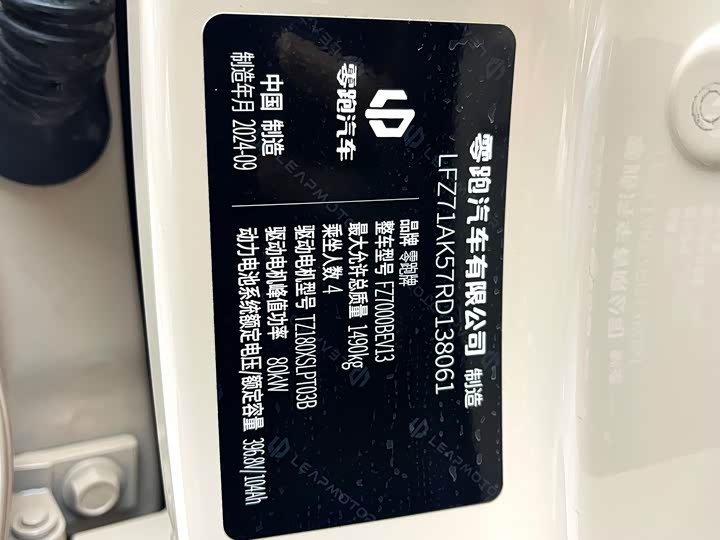 零跑汽车有限公司 制造
LFZ71AK57RD138061
零跑汽车
中国 制造
制造年月 2024-09
品牌 零跑牌
整车型号 FZ7000BEV13
最大允许总质量 1490kg
乘坐人数 4
驱动电机型号 TZ180XSLPT03B
驱动电机峰值功率 80kW
动力电池系统额定电压/额定容量 396.8V/104Ah
LEAPMOTOR